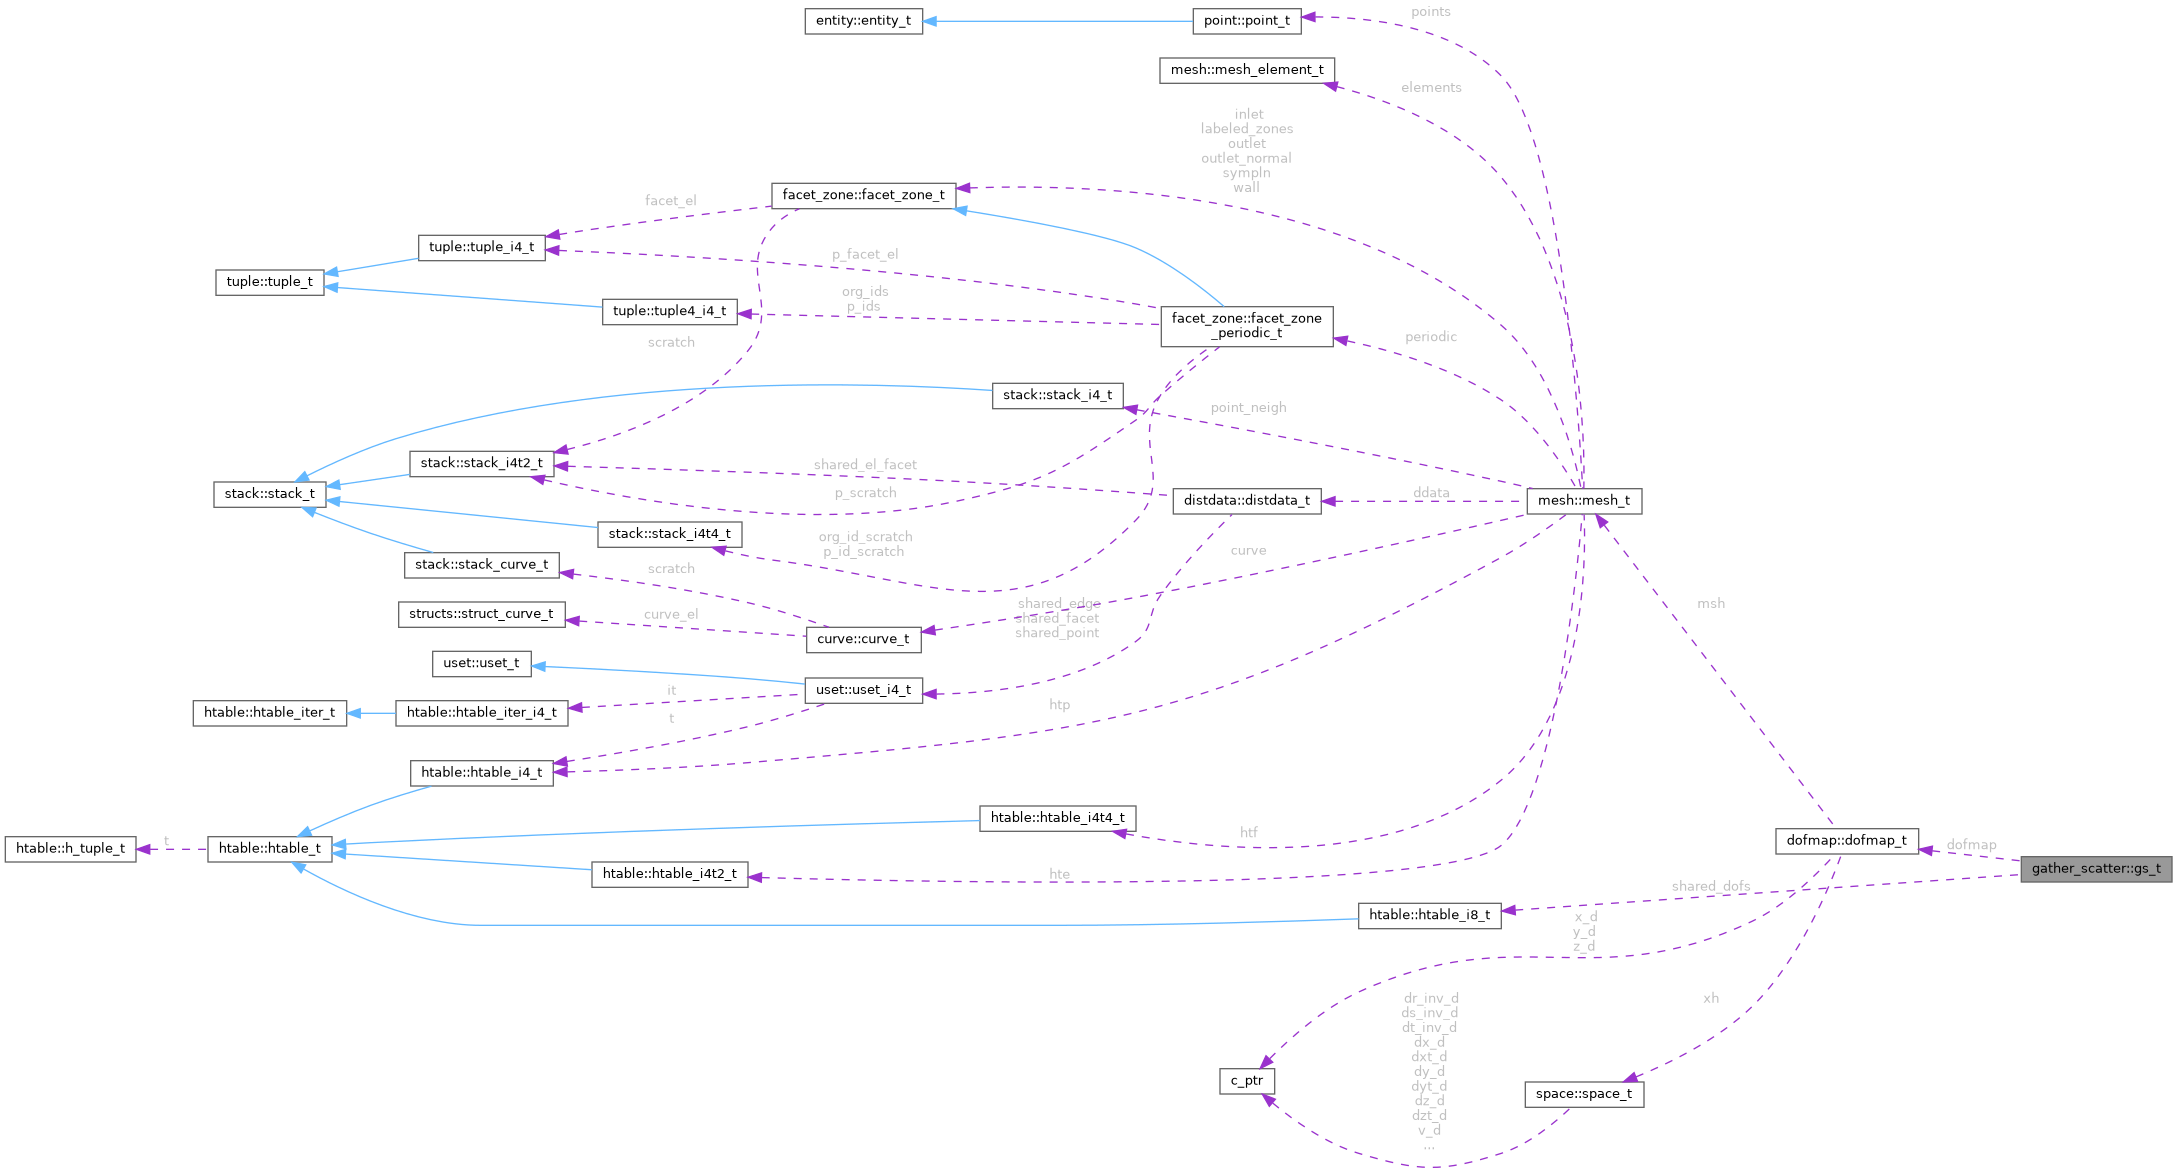 entity::entity_t
point::point_t
points
mesh::mesh_element_t
elements
inlet
labeled_zones
outlet
outlet_normal
sympln
wall
facet_zone::facet_zone_t
facet_el
tuple::tuple_i4_t
p_facet_el
tuple::tuple_t
org_ids
p_ids
tuple::tuple4_i4_t
facet_zone::facet_zone
_periodic_t
periodic
scratch
stack::stack_i4_t
point_neigh
stack::stack_i4t2_t
shared_el_facet
p_scratch
stack::stack_t
distdata::distdata_t
ddata
mesh::mesh_t
stack::stack_i4t4_t
org_id_scratch
p_id_scratch
curve
stack::stack_curve_t
scratch
structs::struct_curve_t
curve_el
curve::curve_t
shared_edge
shared_facet
shared_point
msh
uset::uset_t
uset::uset_i4_t
it
t
htable::htable_iter_t
htable::htable_iter_i4_t
htp
htable::htable_i4_t
htable::htable_i4t4_t
htf
htable::h_tuple_t
t
htable::htable_t
htable::htable_i4t2_t
hte
dofmap::dofmap_t
dofmap
gather_scatter::gs_t
shared_dofs
htable::htable_i8_t
x_d
y_d
z_d
xh
dr_inv_d
ds_inv_d
dt_inv_d
dx_d
dxt_d
dy_d
dyt_d
dz_d
dzt_d
v_d
...
c_ptr
space::space_t